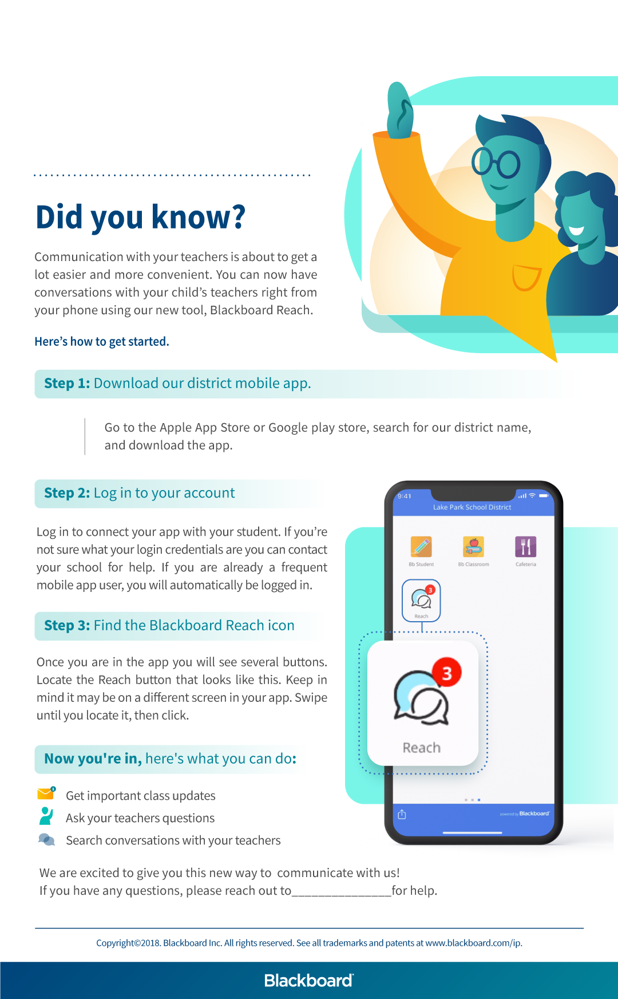 Did you know?
Communication with your teachers is about to get a
lot easier and more convenient. You can now have
conversations with your child’s teachers right from
your phone using our new tool, Blackboard Reach.
Here’s how to get started.
Step 1: Download our district mobile app.
Go to the Apple App Store or Google play store, search for our district name,
and download the app.
Step 2: Log in to your account
Log in to connect your app with your student. If you’re
not sure what your login credentials are you can contact
your school for help. If you are already a frequent
mobile app user, you will automatically be logged in.
Step 3: Find the Blackboard Reach icon
Once you are in the app you will see several buttons.
Locate the Reach button that looks like this. Keep in
mind it may be on a different screen in your app. Swipe
until you locate it, then click.
9:41
Lake Park School District
Bb Student Bb Classroom Cafeteria
3
Reach
3
Reach
powered by Blackboard
Now you're in, here's what you can do:
1
Get important class updates
Ask your teachers questions
Search conversations with your teachers
We are excited to give you this new way to communicate with us!
If you have any questions, please reach out to_______________for help.
Copyright©2018. Blackboard Inc. All rights reserved. See all trademarks and patents at www.blackboard.com/ip.
Blackboard